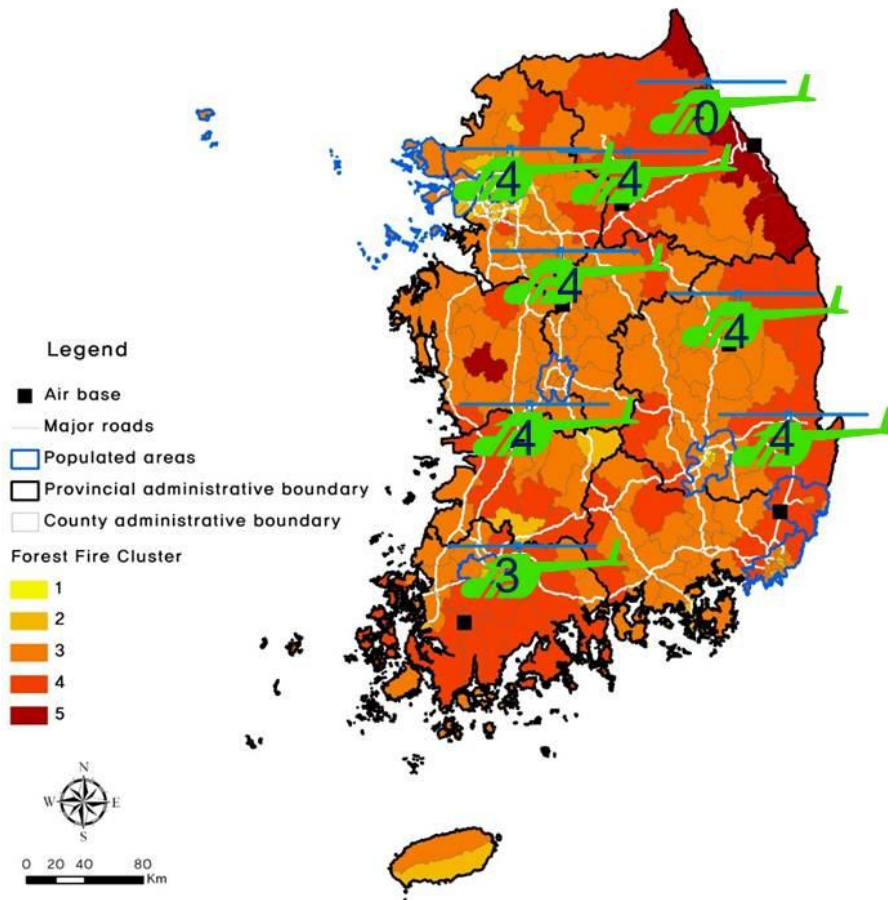 0
4
4
4
4
4
4
3
Legend
Air base
Major roads
Populated areas
Provincial administrative boundary
County administrative boundary
Forest Fire Cluster
1
2
3
4
5
N
W E
S
0 20 40 80
Km